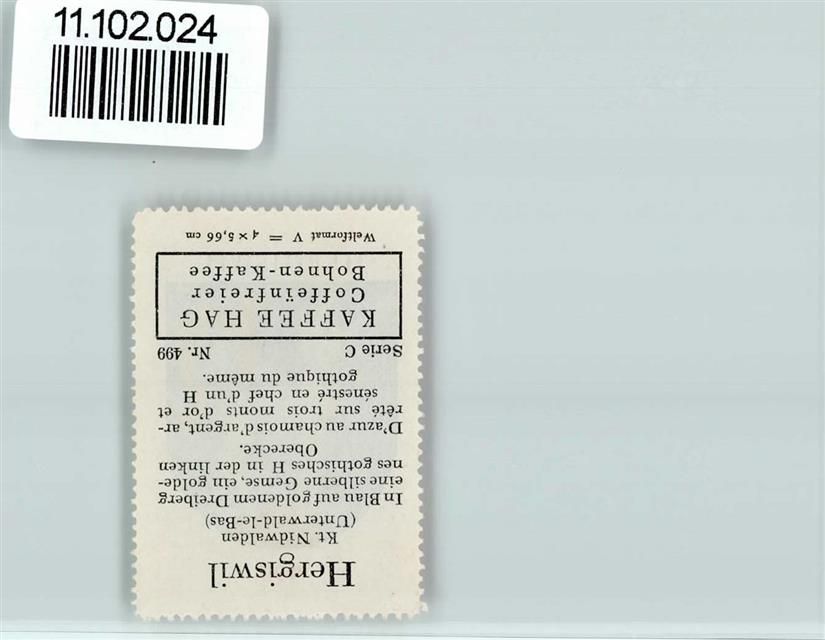 11.102.024
Hergiswil
Kt. Nidwalden
(Unterwald-le-Bas)
In Blau auf goldenem Dreiberg
eine silberne Gemse, ein golde-
nes gothisches H in der linken
Oberecke.
D'azur au chamois d'argent, ar-
rêté sur trois monts d'or et
sénestré en chef d'un H
gothique du même.
Serie C Nr. 499
KAFFEE HAG
Coffeïnfreier
Bohnen-Kaffee
Weltformat V = 4 × 5,66 cm